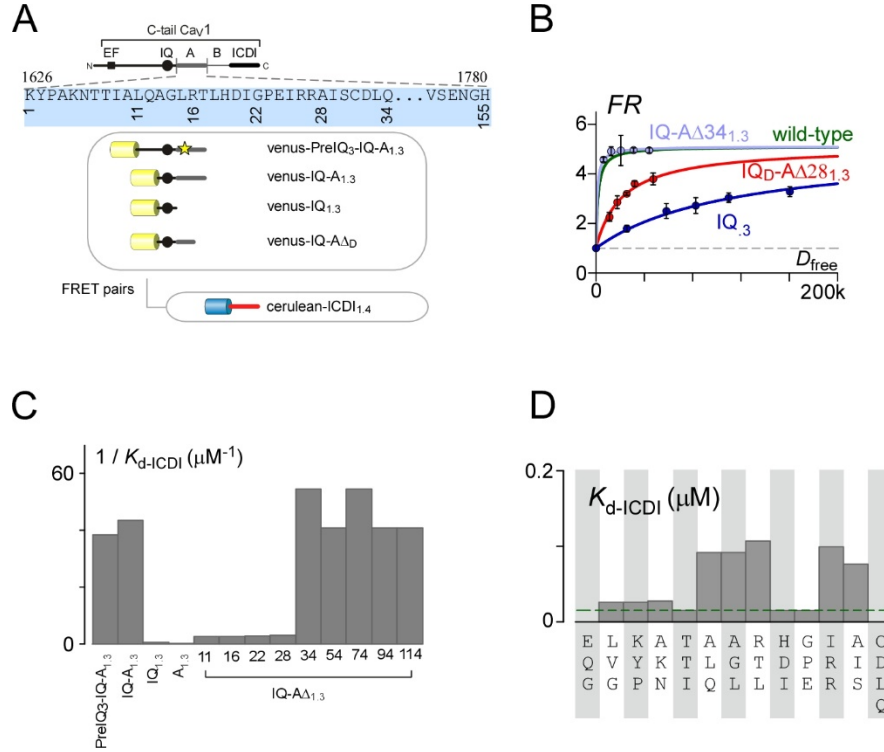 A
C-tail CaV1
EF IQ A B ICDI
N C
1626 1780
KYPAKNTTIALQAGLRTLHDIGPEIRRAISCDLQ...VSENGH
1 11 16 22 28 34 155
venus-PreIQ3-IQ-A1.3
venus-IQ-A1.3
venus-IQ1.3
venus-IQ-AΔD
FRET pairs
cerulean-ICDI1.4
B
FR
IQ-AΔ341.3
wild-type
IQD-AΔ281.3
IQ.3
Dfree
6
4
2
0 200k
C
1 / Kd-ICDI (μM-1)
60
0
PreIQ3-IQ-A1.3
IQ-A1.3
IQ1.3
A1.3
11 16 22 28 34 54 74 94 114
IQ-AΔ1.3
D
0.2
Kd-ICDI (μM)
0
E L K A T A A R H G I A C
Q V Y K T L G T D P R I D
G G P N I Q L L I E R S L
Q